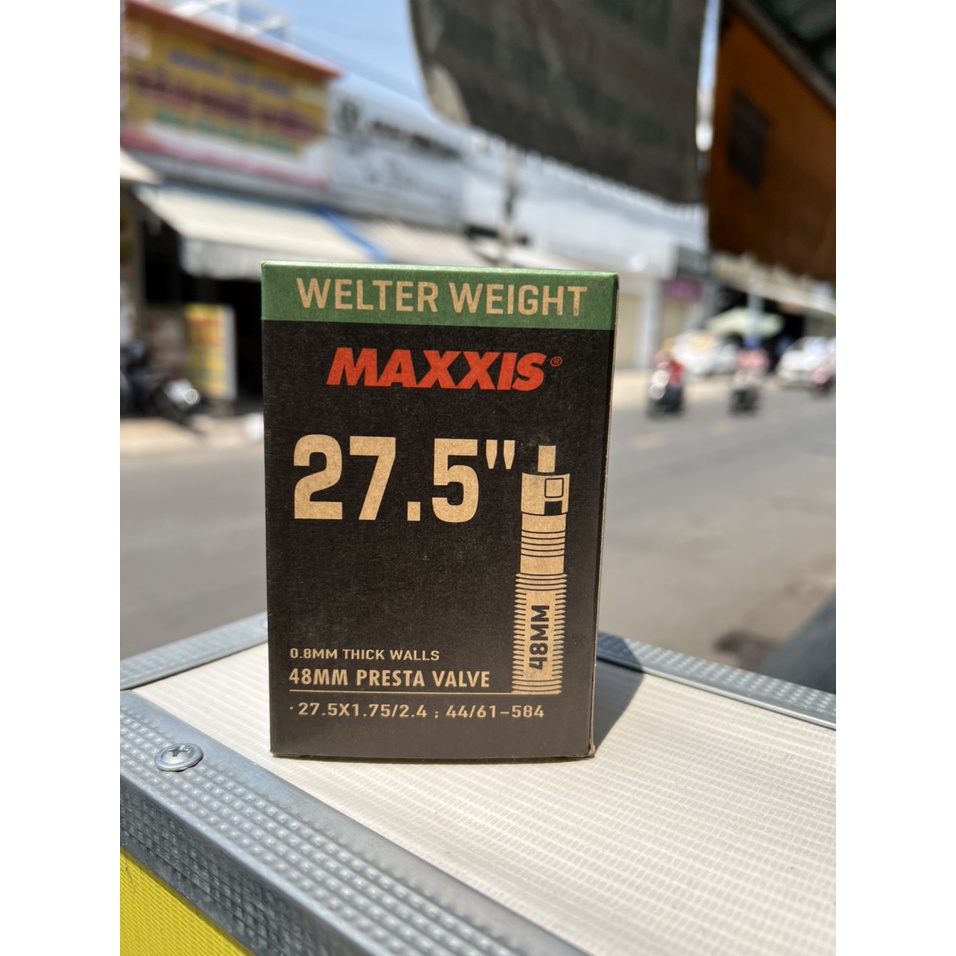 WELTER WEIGHT
MAXXIS®
27.5"
48MM
0.8MM THICK WALLS
48MM PRESTA VALVE
·27.5X1.75/2.4 ; 44/61-584